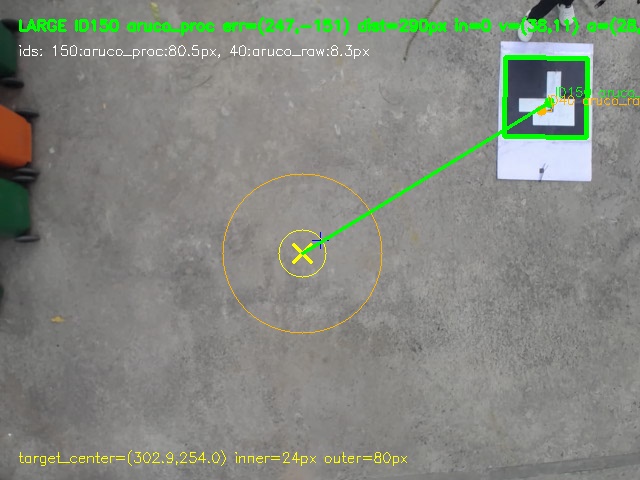 LARGE ID150 aruco_proc err=(247,-151) dist=290px in=0 v=(38,11) a=(28,
ids: 150:aruco_proc:80.5px, 40:aruco_raw:8.3px
ID150 aruco_proc
ID40 aruco_ra
target_center=(302.9,254.0) inner=24px outer=80px